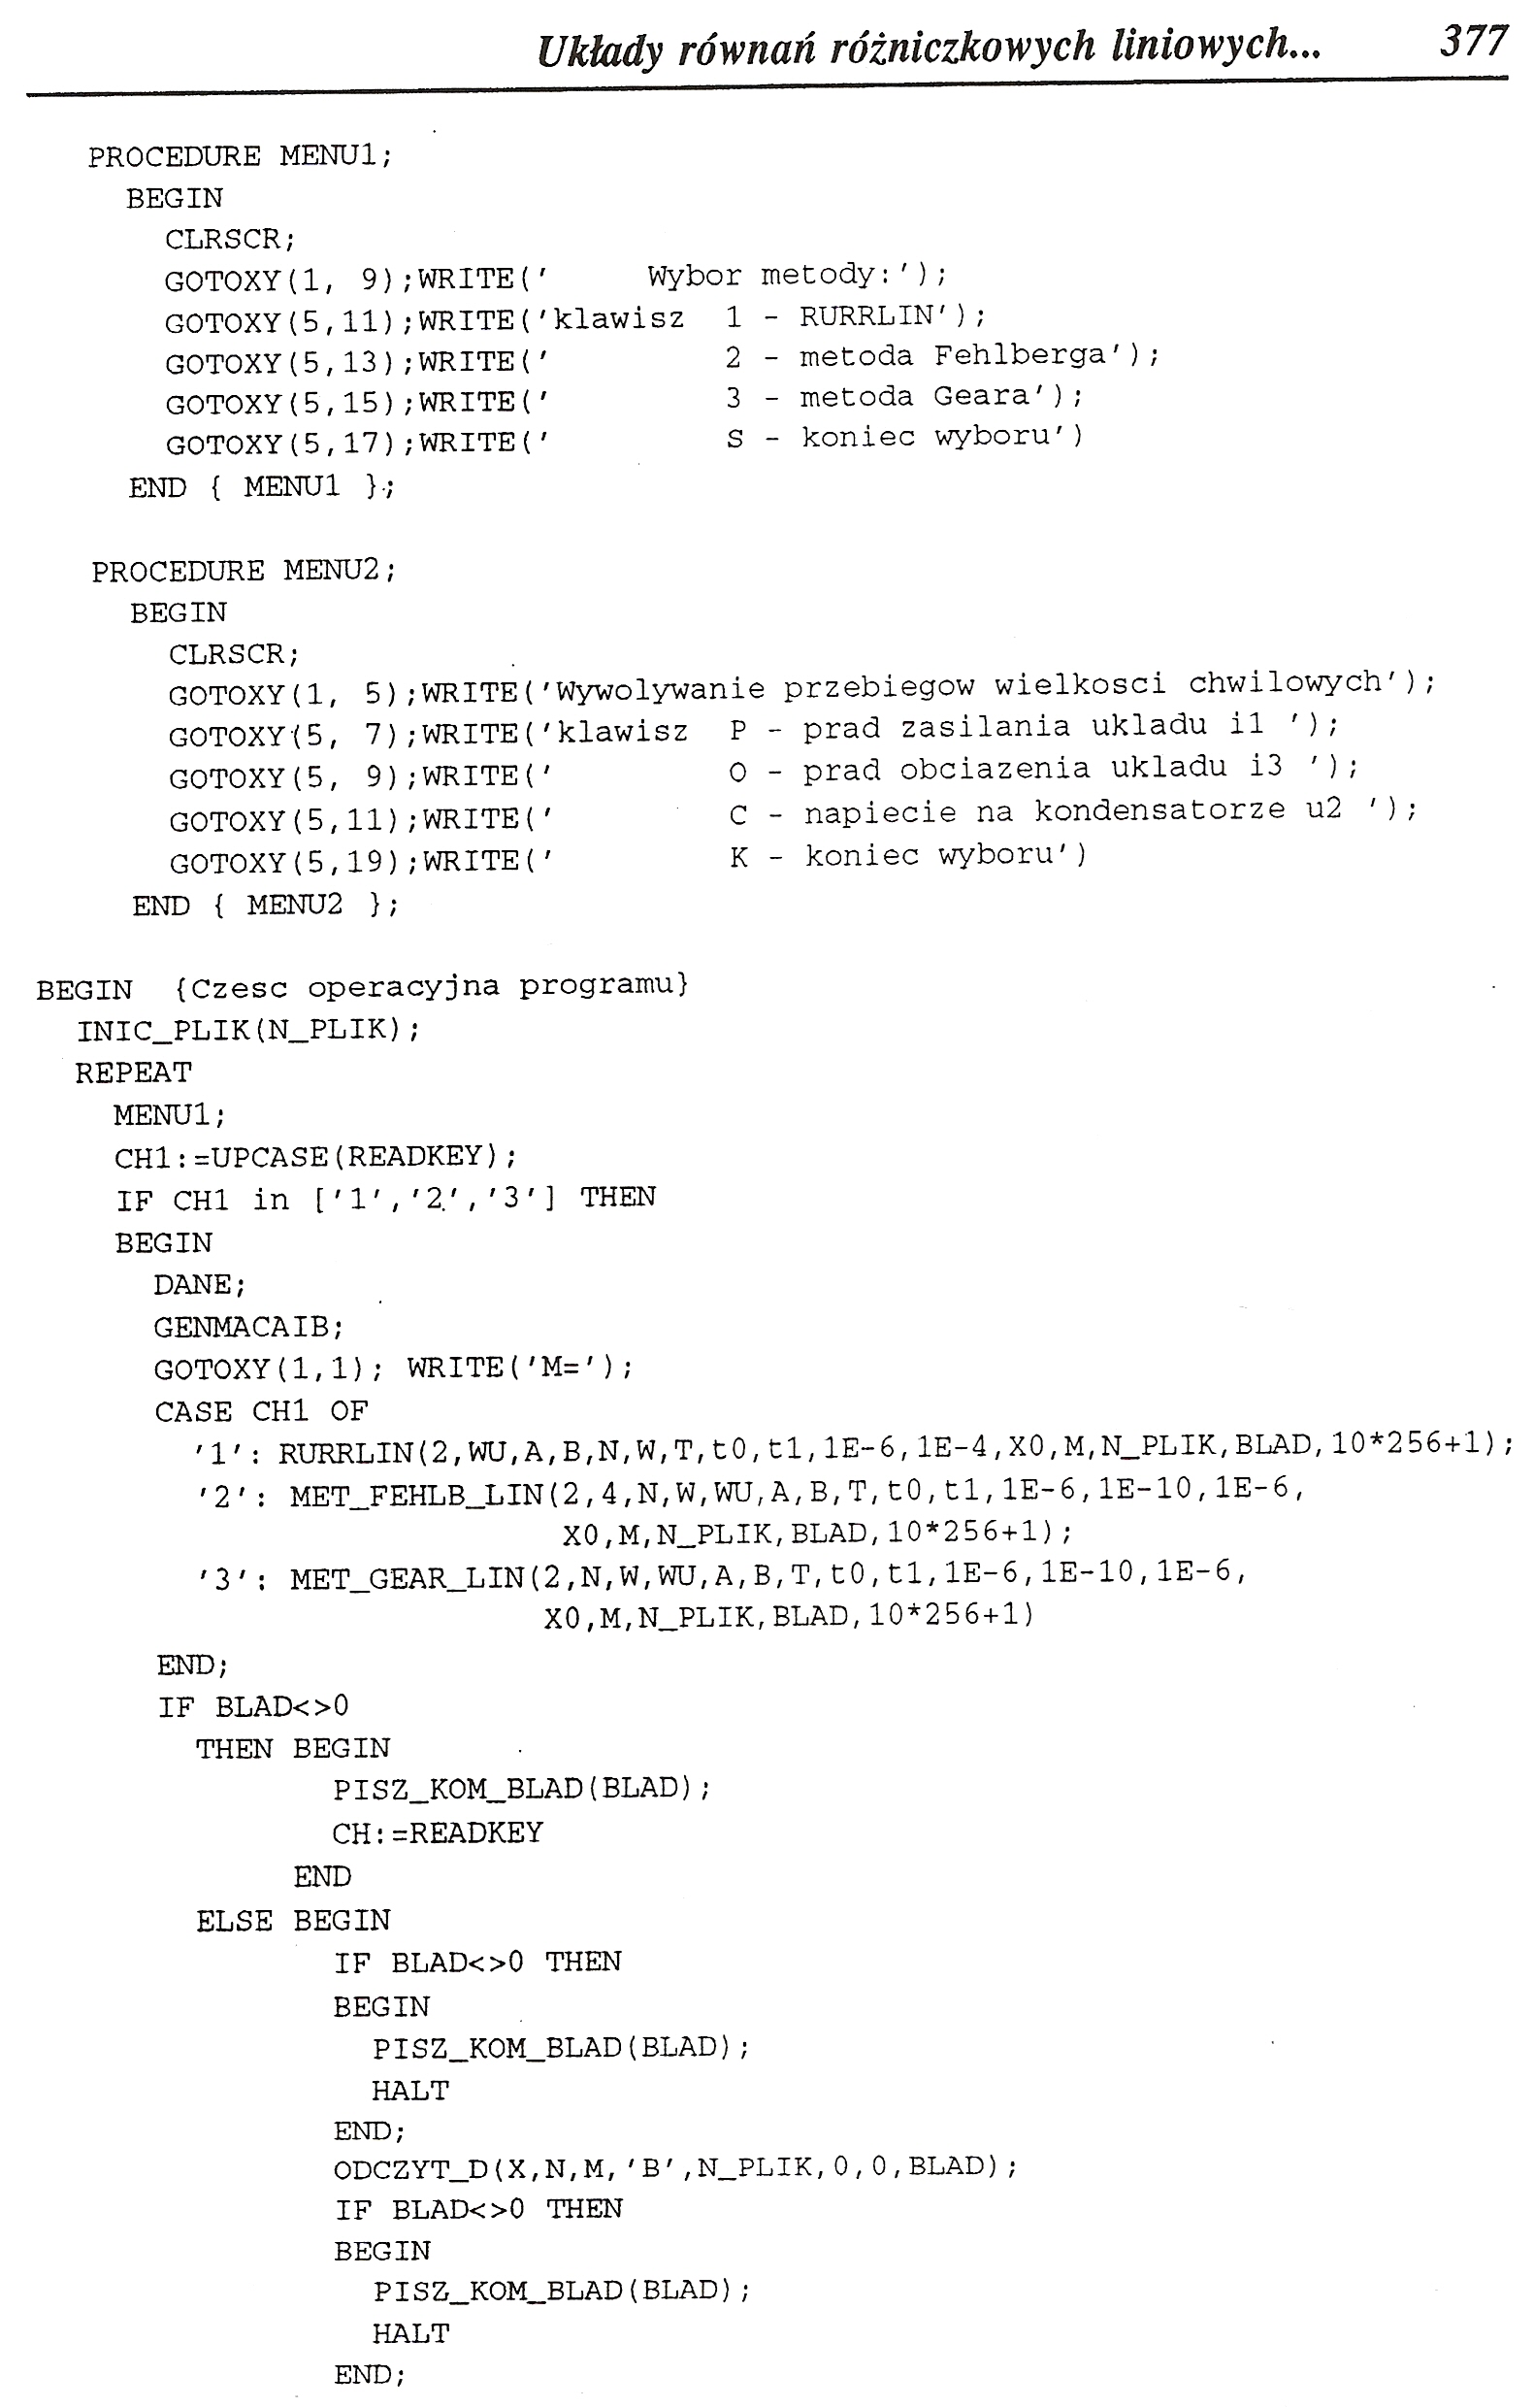 Układy równań różniczkowych liniowych... 377
PROCEDURE MENU1;
BEGIN
CLRSCR;
GOTOXY(1, 9);WRITE('     Wybor metody:');
GOTOXY(5,11);WRITE('klawisz  1 - RURRLIN');
GOTOXY(5,13);WRITE('         2 - metoda Fehlberga');
GOTOXY(5,15);WRITE('         3 - metoda Geara');
GOTOXY(5,17);WRITE('         S - koniec wyboru')
END { MENU1 };
PROCEDURE MENU2;
BEGIN
CLRSCR;
GOTOXY(1, 5);WRITE('Wywolywanie przebiegow wielkosci chwilowych');
GOTOXY(5, 7);WRITE('klawisz  P - prad zasilania ukladu i1 ');
GOTOXY(5, 9);WRITE('         O - prad obciazenia ukladu i3 ');
GOTOXY(5,11);WRITE('         C - napiecie na kondensatorze u2 ');
GOTOXY(5,19);WRITE('         K - koniec wyboru')
END { MENU2 };
BEGIN  {Czesc operacyjna programu}
INIC_PLIK(N_PLIK);
REPEAT
MENU1;
CH1:=UPCASE(READKEY);
IF CH1 in ['1','2','3'] THEN
BEGIN
DANE;
GENMACAIB;
GOTOXY(1,1); WRITE('M=');
CASE CH1 OF
'1': RURRLIN(2,WU,A,B,N,W,T,t0,t1,1E-6,1E-4,X0,M,N_PLIK,BLAD,10*256+1);
'2': MET_FEHLB_LIN(2,4,N,W,WU,A,B,T,t0,t1,1E-6,1E-10,1E-6,
X0,M,N_PLIK,BLAD,10*256+1);
'3': MET_GEAR_LIN(2,N,W,WU,A,B,T,t0,t1,1E-6,1E-10,1E-6,
X0,M,N_PLIK,BLAD,10*256+1)
END;
IF BLAD<>0
THEN BEGIN
PISZ_KOM_BLAD(BLAD);
CH:=READKEY
END
ELSE BEGIN
IF BLAD<>0 THEN
BEGIN
PISZ_KOM_BLAD(BLAD);
HALT
END;
ODCZYT_D(X,N,M,'B',N_PLIK,0,0,BLAD);
IF BLAD<>0 THEN
BEGIN
PISZ_KOM_BLAD(BLAD);
HALT
END;